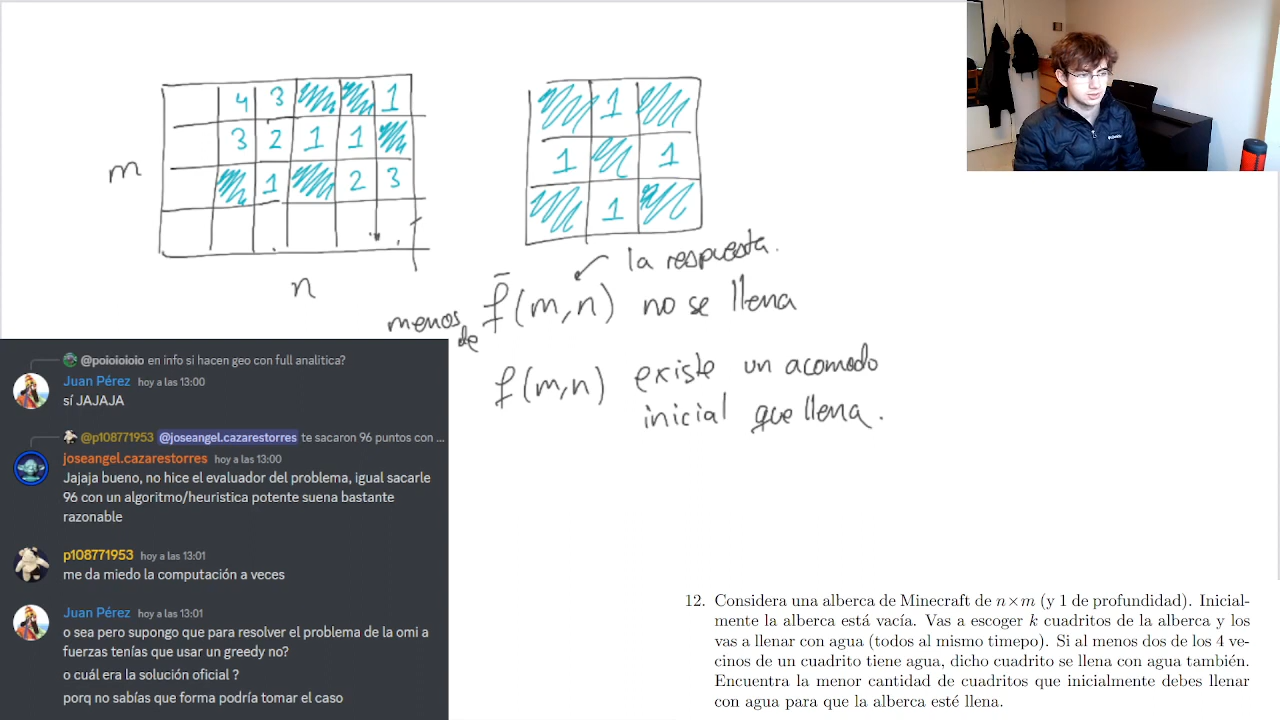 4 3 1
3 2 1 1
1 2 3
m
n
1
1 1
1
la respuesta.
menos de f̄(m,n) no se llena
f(m,n) existe un acomodo
inicial que llena.
@poioioioio en info si hacen geo con full analitica?
Juan Pérez hoy a las 13:00
sí JAJAJA
@p108771953 @joseangel.cazarestorres te sacaron 96 puntos con ...
joseangel.cazarestorres hoy a las 13:00
Jajaja bueno, no hice el evaluador del problema, igual sacarle
96 con un algoritmo/heuristica potente suena bastante
razonable
p108771953 hoy a las 13:01
me da miedo la computación a veces
Juan Pérez hoy a las 13:01
o sea pero supongo que para resolver el problema de la omi a
fuerzas tenías que usar un greedy no?
o cuál era la solución oficial ?
porq no sabías que forma podría tomar el caso
12. Considera una alberca de Minecraft de n×m (y 1 de profundidad). Inicial-
mente la alberca está vacía. Vas a escoger k cuadritos de la alberca y los
vas a llenar con agua (todos al mismo timepo). Si al menos dos de los 4 ve-
cinos de un cuadrito tiene agua, dicho cuadrito se llena con agua también.
Encuentra la menor cantidad de cuadritos que inicialmente debes llenar
con agua para que la alberca esté llena.